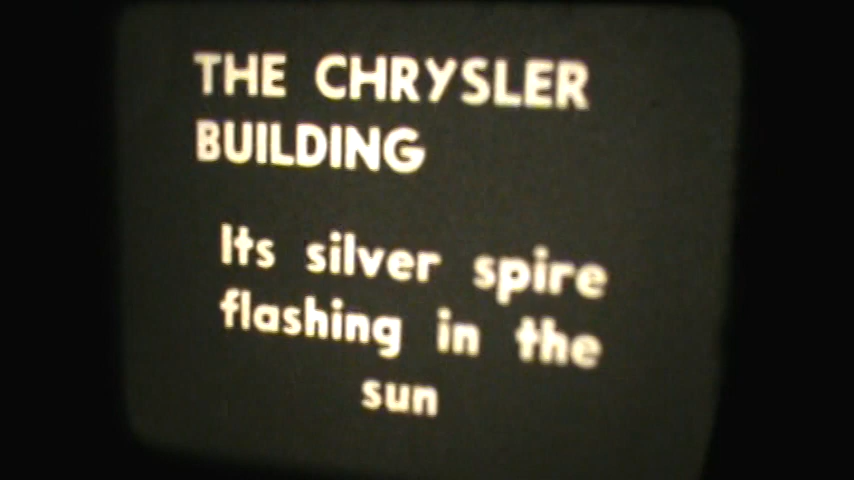 THE CHRYSLER
BUILDING
Its silver spire
flashing in the
sun